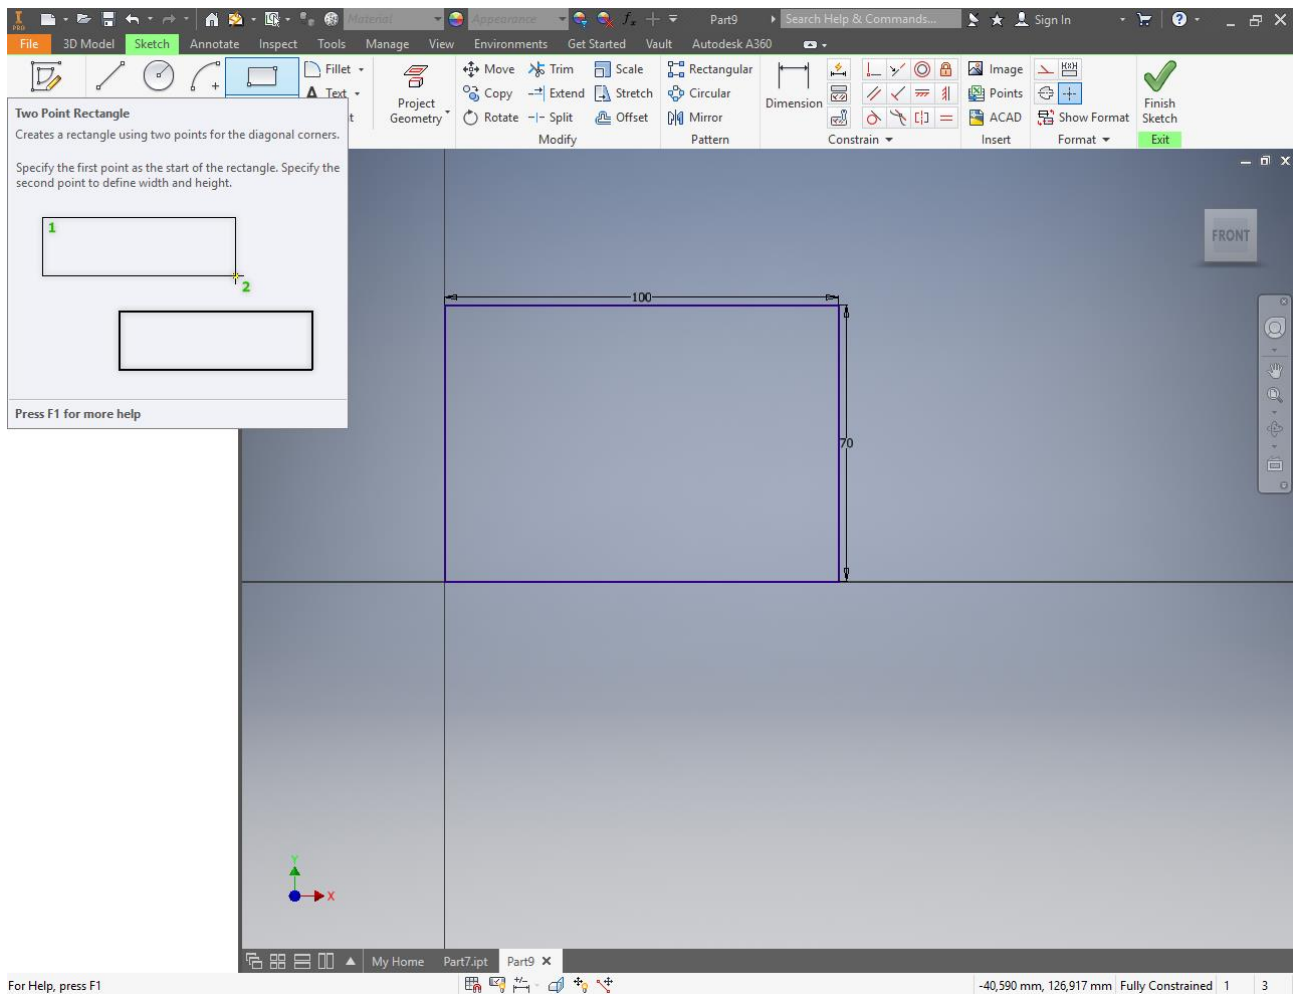 PRO
Material
Appearance
Part9
Search Help & Commands...
Sign In
File 3D Model Sketch Annotate Inspect Tools Manage View Environments Get Started Vault Autodesk A360
Fillet Move Trim Scale Rectangular Image
A Text Copy Extend Stretch Circular Points
Project Geometry
Dimension
Finish Sketch
t Rotate Split Offset Mirror ACAD Show Format
Modify Pattern Constrain Insert Format Exit
Two Point Rectangle
Creates a rectangle using two points for the diagonal corners.
Specify the first point as the start of the rectangle. Specify the
second point to define width and height.
1
2
Press F1 for more help
FRONT
100
70
Y
X
My Home Part7.ipt Part9
For Help, press F1
-40,590 mm, 126,917 mm Fully Constrained 1 3